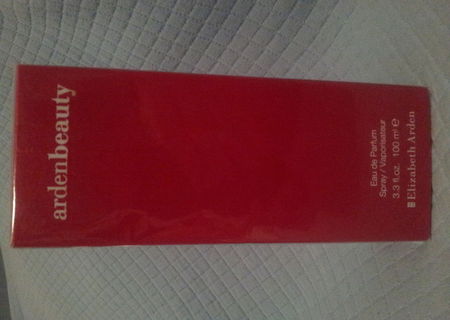 ardenbeauty
Eau de Parfum
Spray / Vaporisateur
3.3 fl.oz. 100 ml e
Elizabeth Arden